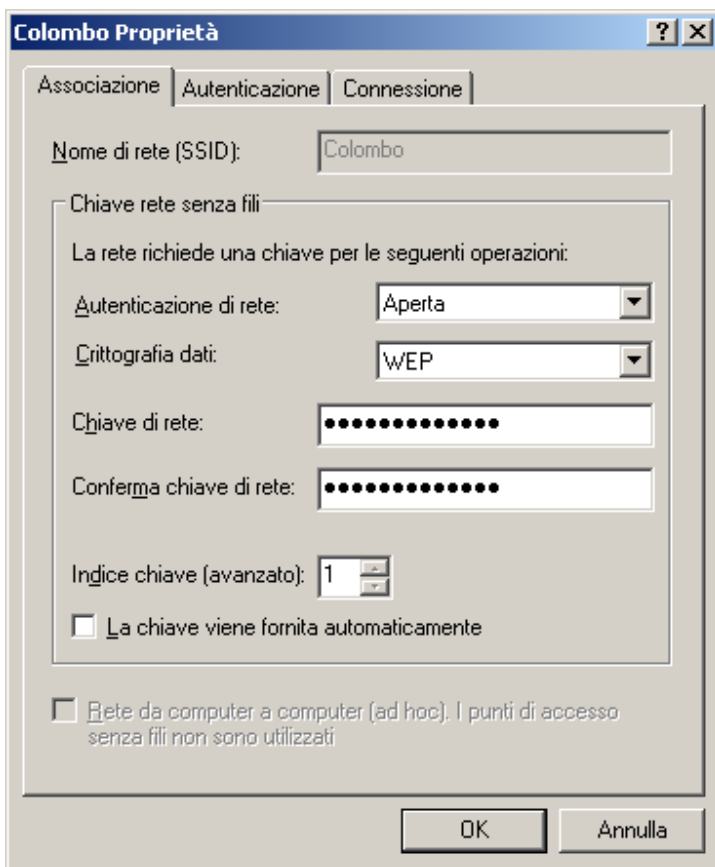 Colombo Proprietà
Associazione Autenticazione Connessione
Nome di rete (SSID): Colombo
Chiave rete senza fili
La rete richiede una chiave per le seguenti operazioni:
Autenticazione di rete: Aperta
Crittografia dati: WEP
Chiave di rete: •••••••••••••
Conferma chiave di rete: •••••••••••••
Indice chiave (avanzato): 1
La chiave viene fornita automaticamente
Rete da computer a computer (ad hoc). I punti di accesso
senza fili non sono utilizzati
OK Annulla